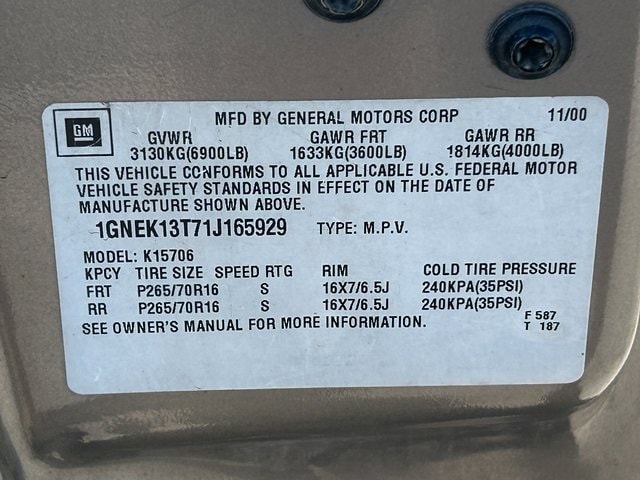 GM
MFD BY GENERAL MOTORS CORP 11/00
GVWR GAWR FRT GAWR RR
3130KG(6900LB) 1633KG(3600LB) 1814KG(4000LB)
THIS VEHICLE CONFORMS TO ALL APPLICABLE U.S. FEDERAL MOTOR
VEHICLE SAFETY STANDARDS IN EFFECT ON THE DATE OF
MANUFACTURE SHOWN ABOVE.
1GNEK13T71J165929 TYPE: M.P.V.
MODEL: K15706
KPCY TIRE SIZE SPEED RTG RIM COLD TIRE PRESSURE
FRT P265/70R16 S 16X7/6.5J 240KPA(35PSI)
RR P265/70R16 S 16X7/6.5J 240KPA(35PSI)
SEE OWNER'S MANUAL FOR MORE INFORMATION.
F 587
T 187